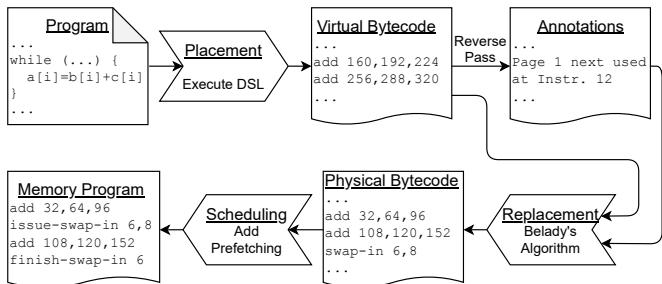 Program
...
while (...) {
a[i]=b[i]+c[i]
}
...
Placement
Execute DSL
Virtual Bytecode
...
add 160,192,224
add 256,288,320
...
Reverse
Pass
Annotations
...
Page 1 next used
at Instr. 12
...
Memory Program
add 32,64,96
issue-swap-in 6,8
add 108,120,152
finish-swap-in 6
Scheduling
Add
Prefetching
Physical Bytecode
...
add 32,64,96
add 108,120,152
swap-in 6,8
...
Replacement
Belady's
Algorithm